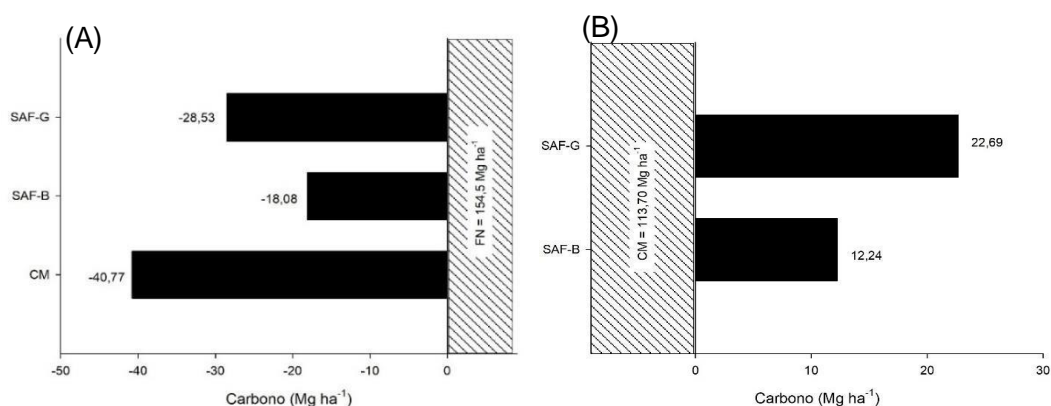 (A)
SAF-G
-28,53
SAF-B
-18,08
CM
-40,77
FN = 154,5 Mg ha⁻¹
-50 -40 -30 -20 -10 0
Carbono (Mg ha⁻¹)
(B)
SAF-G
22,69
SAF-B
12,24
CM = 113,70 Mg ha⁻¹
0 10 20 30
Carbono (Mg ha⁻¹)